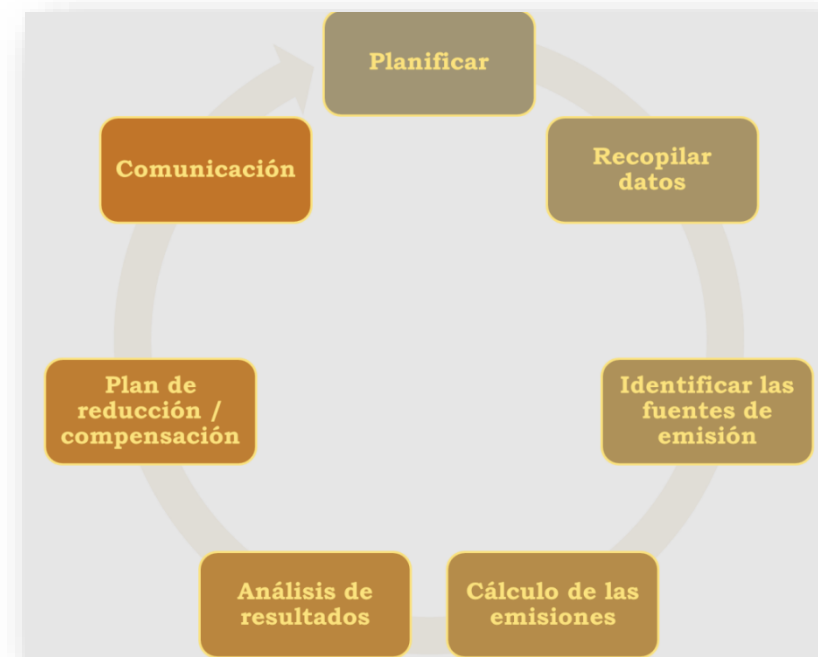 Planificar
Recopilar
datos
Identificar las
fuentes de
emisión
Cálculo de las
emisiones
Análisis de
resultados
Plan de
reducción /
compensación
Comunicación